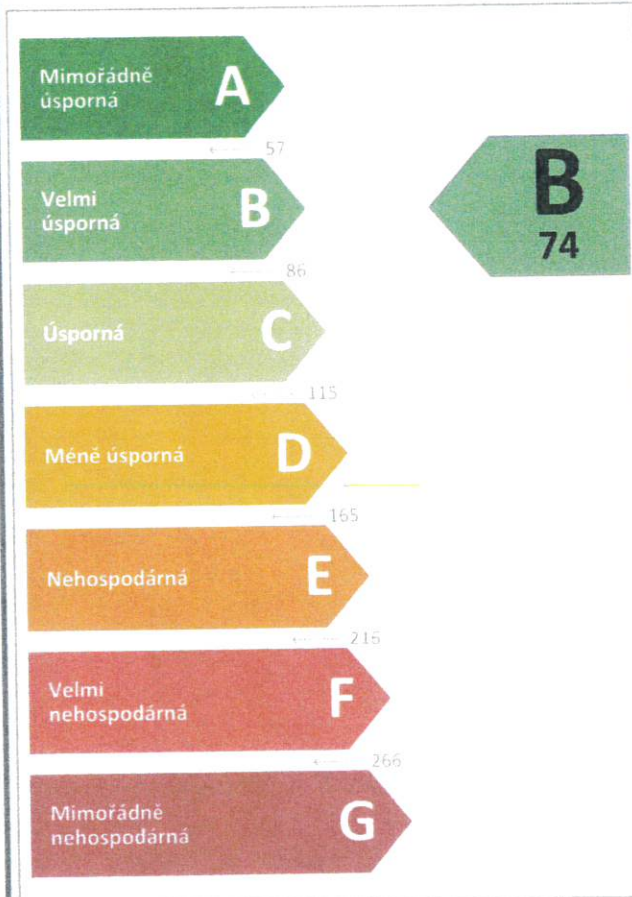 Mimořádně
úsporná
A
← 57
Velmi
úsporná
B
← 86
B
74
Úsporná
C
← 115
Méně úsporná
D
← 165
Nehospodárná
E
← 216
Velmi
nehospodárná
F
← 266
Mimořádně
nehospodárná
G